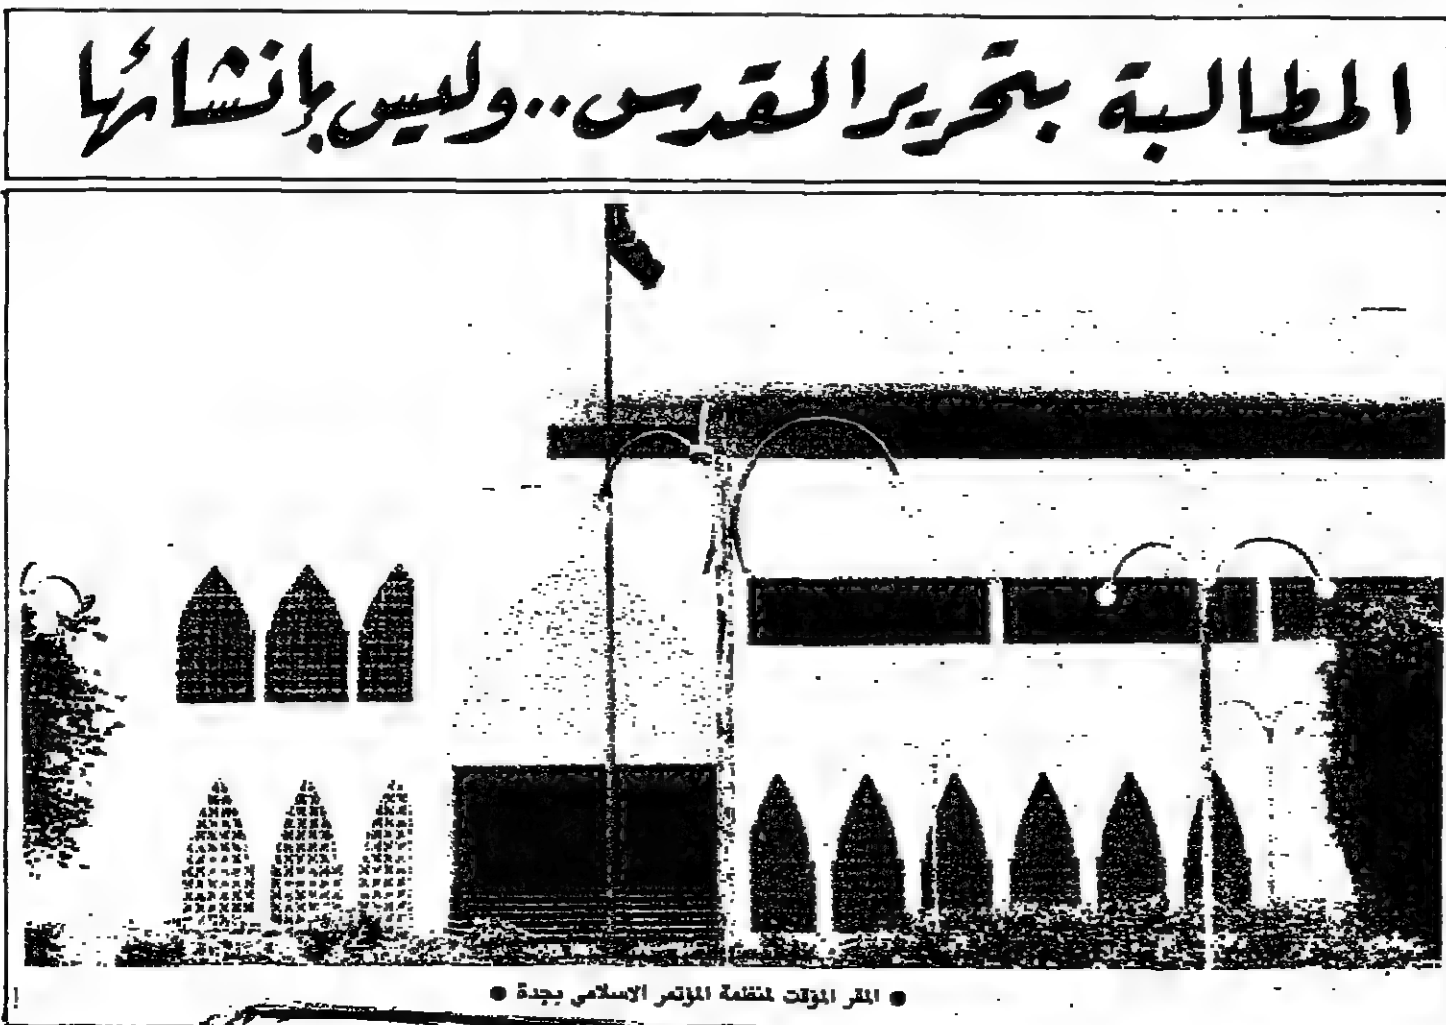 المطالبة بتحرير القدس..وليس بإنشائها
● المقر المؤقت لمنظمة المؤتمر الاسلامي بجدة ●